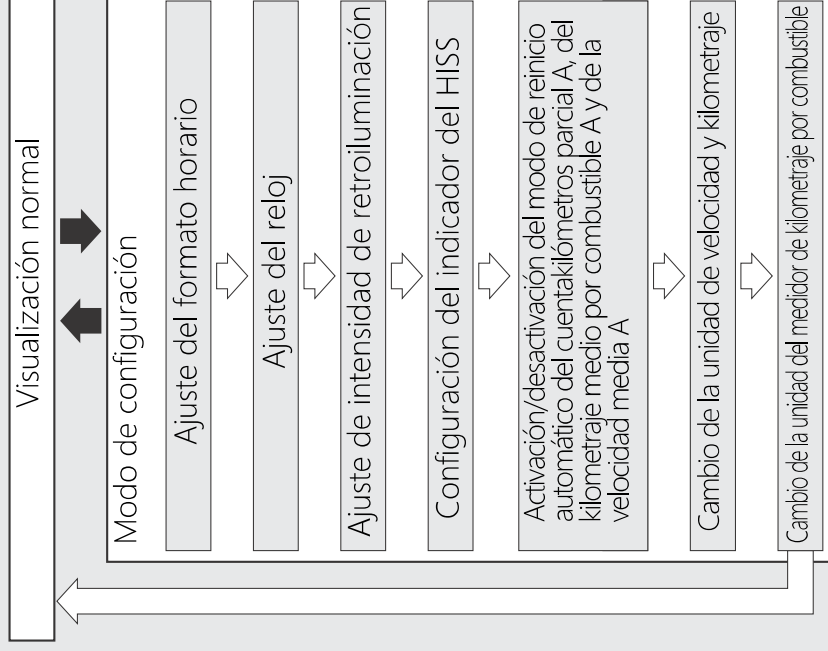 Visualización normal
Modo de configuración
Ajuste del formato horario
Ajuste del reloj
Ajuste de intensidad de retroiluminación
Configuración del indicador del HISS
Activación/desactivación del modo de reinicio
automático del cuentakilómetros parcial A, del
kilometraje medio por combustible A y de la
velocidad media A
Cambio de la unidad de velocidad y kilometraje
Cambio de la unidad del medidor de kilometraje por combustible